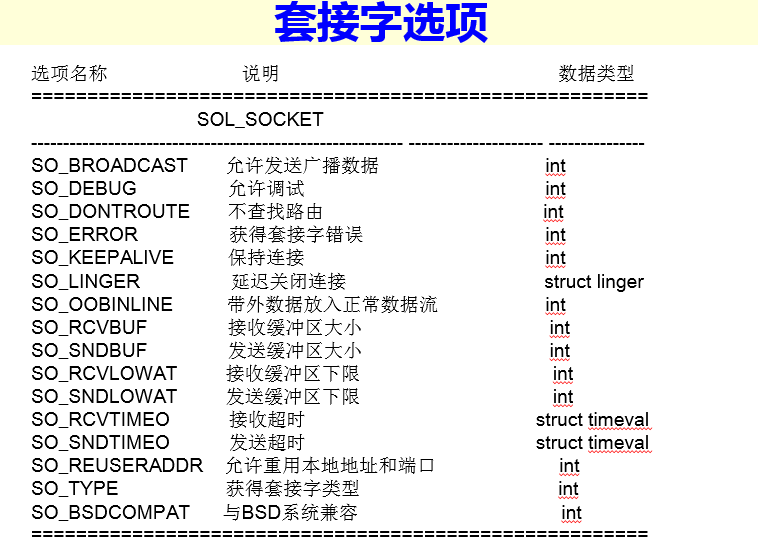 套接字选项
选项名称 说明 数据类型
========================================================
SOL_SOCKET
---------------------------------------------------------- --------------------- ---------------
SO_BROADCAST 允许发送广播数据 int
SO_DEBUG 允许调试 int
SO_DONTROUTE 不查找路由 int
SO_ERROR 获得套接字错误 int
SO_KEEPALIVE 保持连接 int
SO_LINGER 延迟关闭连接 struct linger
SO_OOBINLINE 带外数据放入正常数据流 int
SO_RCVBUF 接收缓冲区大小 int
SO_SNDBUF 发送缓冲区大小 int
SO_RCVLOWAT 接收缓冲区下限 int
SO_SNDLOWAT 发送缓冲区下限 int
SO_RCVTIMEO 接收超时 struct timeval
SO_SNDTIMEO 发送超时 struct timeval
SO_REUSERADDR 允许重用本地地址和端口 int
SO_TYPE 获得套接字类型 int
SO_BSDCOMPAT 与BSD系统兼容 int
========================================================